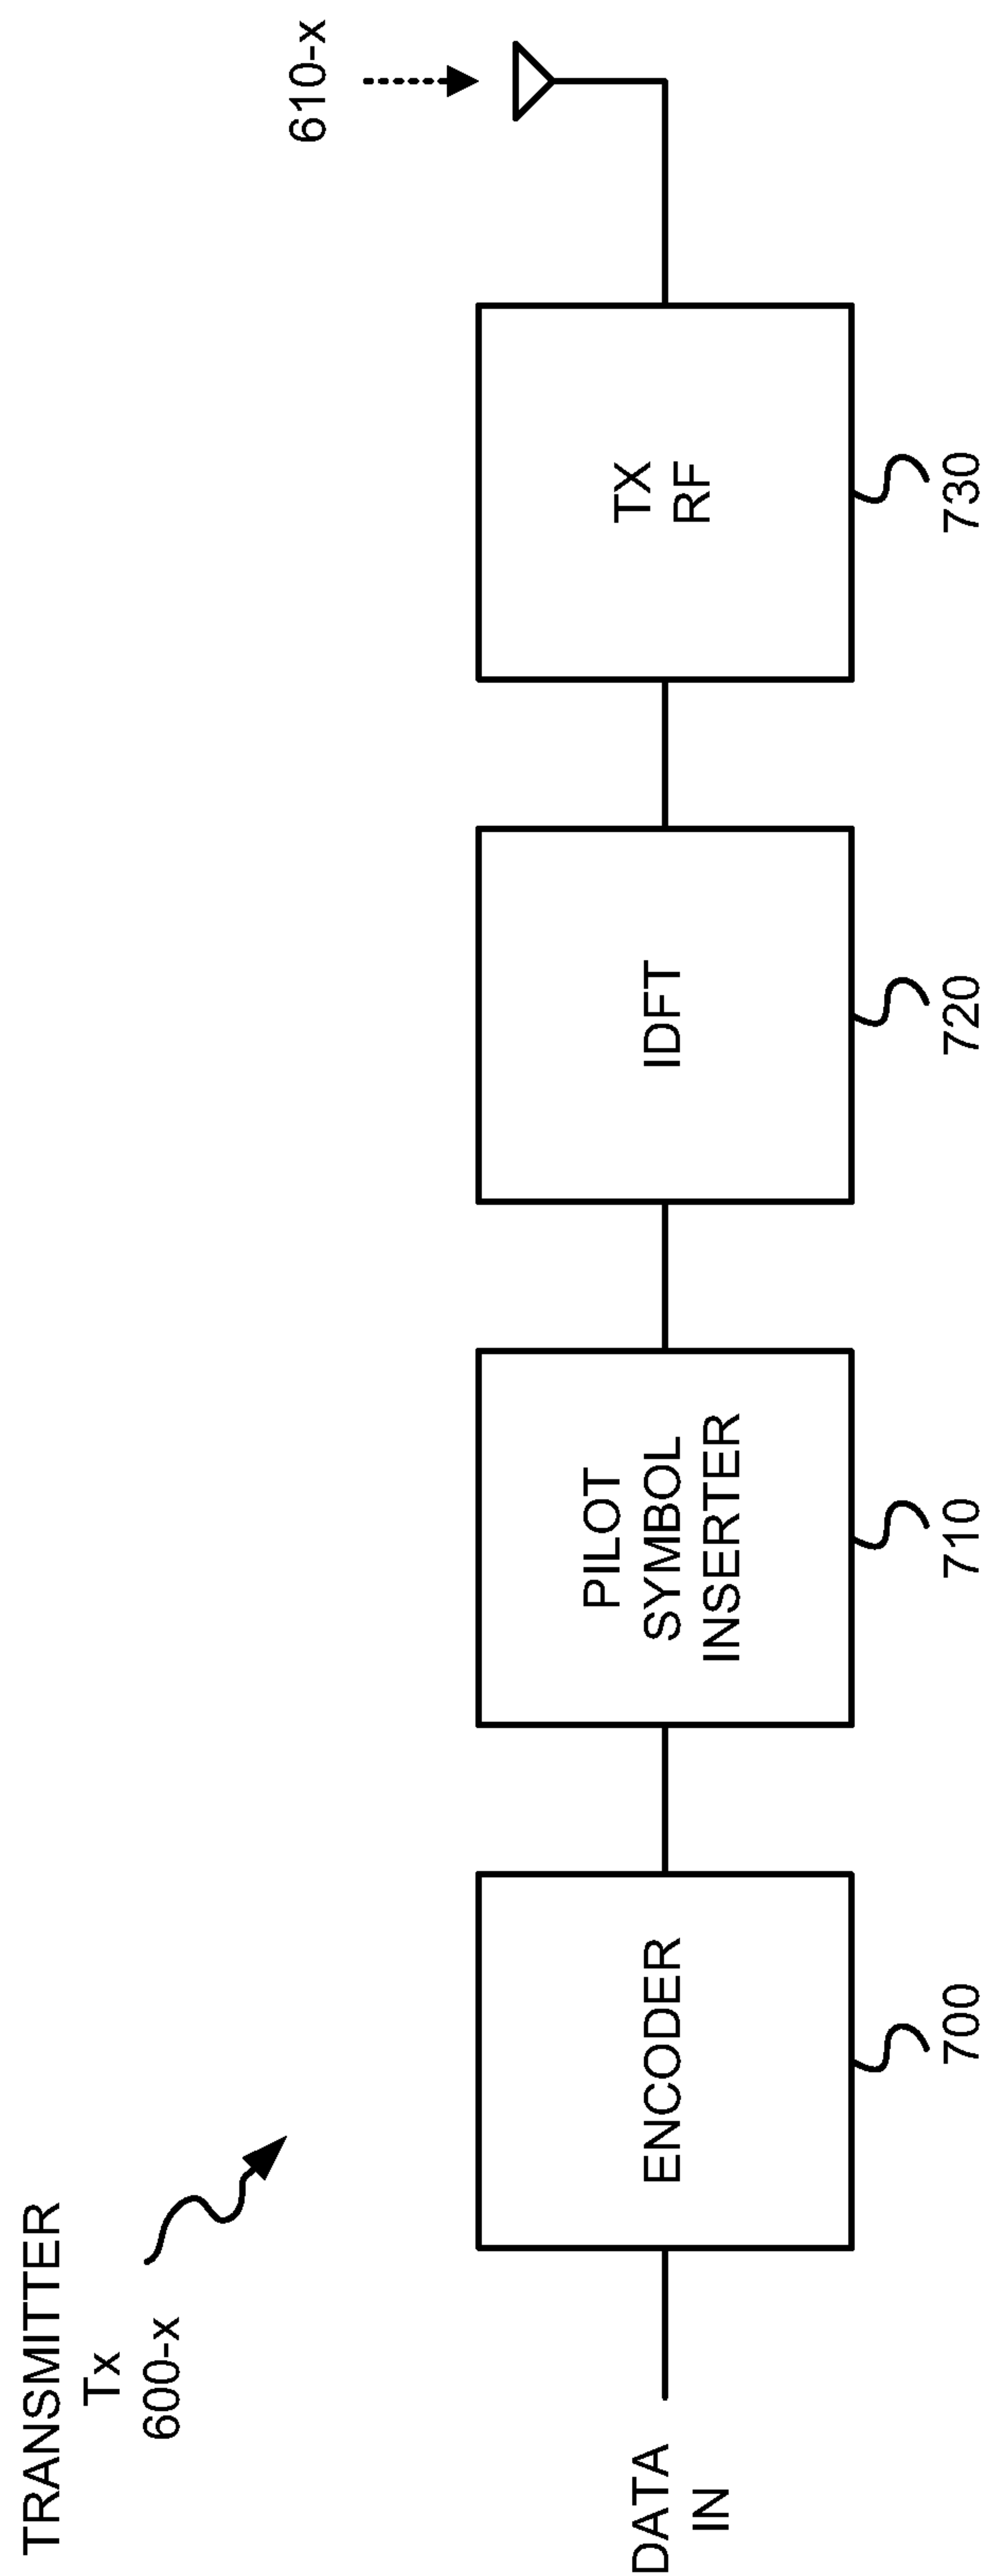 TRANSMITTER
Tx
600-x
610-x
DATA
IN
ENCODER
PILOT
SYMBOL
INSERTER
IDFT
TX
RF
700
710
720
730